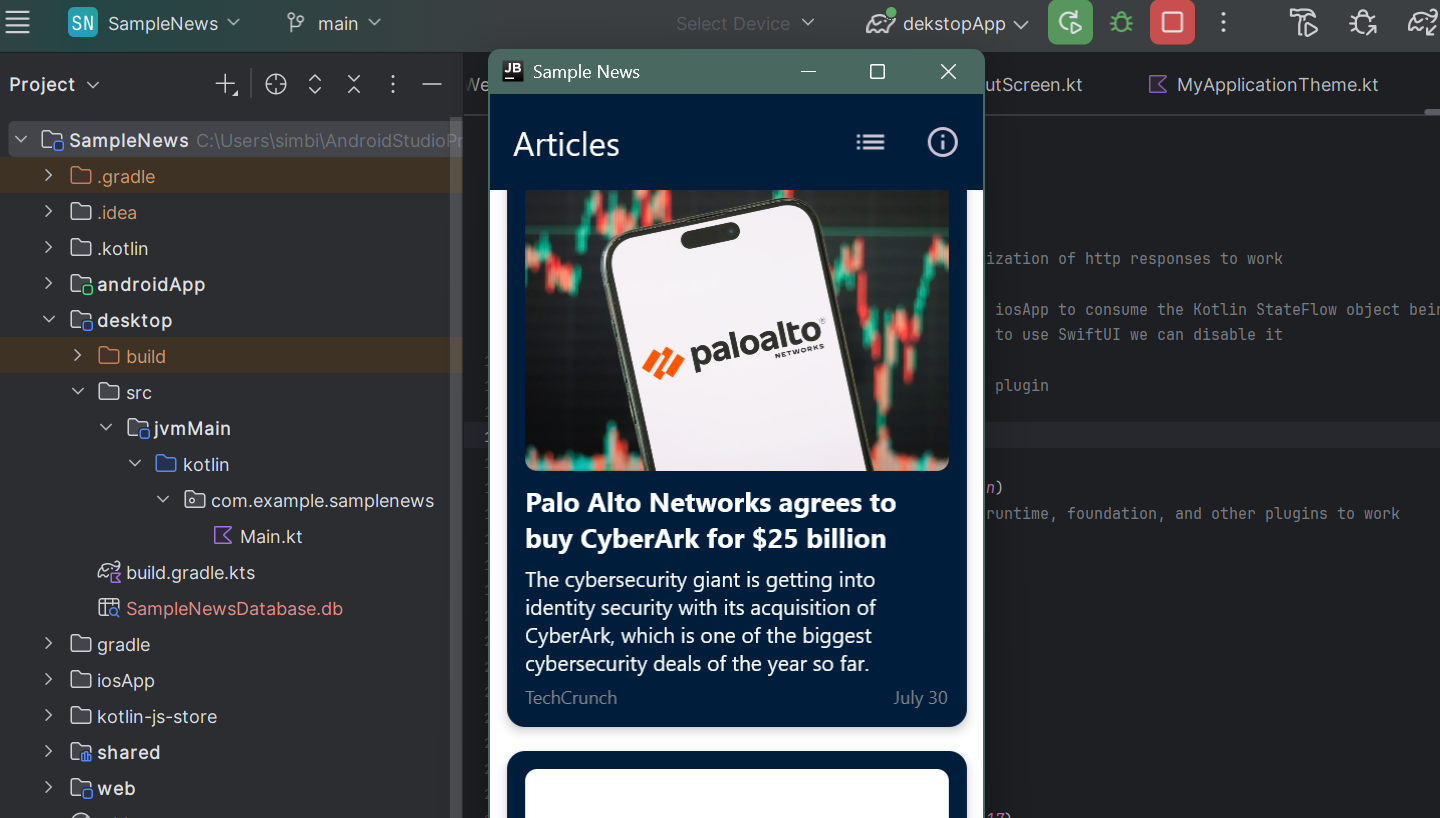 SN SampleNews main Select Device dekstopApp
JB Sample News
Project
utScreen.kt MyApplicationTheme.kt
SampleNews C:\Users\simbi\AndroidStudioPr
.gradle
.idea
.kotlin
androidApp
desktop
build
src
jvmMain
kotlin
com.example.samplenews
Main.kt
build.gradle.kts
SampleNewsDatabase.db
gradle
iosApp
kotlin-js-store
shared
web
Articles
paloalto®
NETWORKS
Palo Alto Networks agrees to
buy CyberArk for $25 billion
The cybersecurity giant is getting into
identity security with its acquisition of
CyberArk, which is one of the biggest
cybersecurity deals of the year so far.
TechCrunch July 30
ization of http responses to work
iosApp to consume the Kotlin StateFlow object bein
to use SwiftUI we can disable it
plugin
n)
runtime, foundation, and other plugins to work